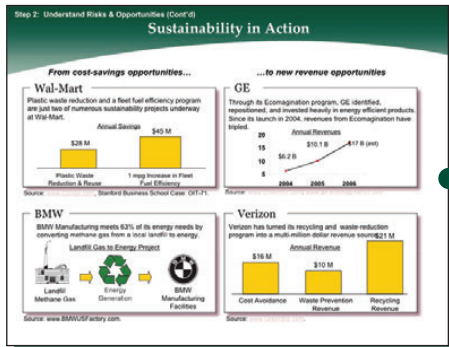 Step 2: Understand Risks & Opportunities (Cont'd)
Sustainability in Action
From cost-savings opportunities…
…to new revenue opportunities
Wal-Mart
Plastic waste reduction and a fleet fuel efficiency program
are just two of numerous sustainability projects underway
at Wal-Mart.
Annual Savings
$28 M
$45 M
Plastic Waste
Reduction & Reuse
1 mpg Increase in Fleet
Fuel Efficiency
Source: , Stanford Business School Case: OIT-71.
GE
Through its Ecomagination program, GE identified,
repositioned, and invested heavily in energy efficient products.
Since its launch in 2004, revenues from Ecomagination have
tripled.
Annual Revenues
20
15
10
5
$6.2 B
$10.1 B
$17 B (est)
2004 2005 2006
Source:
BMW
BMW Manufacturing meets 63% of its energy needs by
converting methane gas from a local landfill to energy.
Landfill Gas to Energy Project
Landfill
Methane Gas
Energy
Generation
BMW
Manufacturing
Facilities
Source: www.BMWUSFactory.com.
Verizon
Verizon has turned its recycling and waste-reduction
program into a multi-million dollar revenue source.
Annual Revenue
$16 M
$10 M
$21 M
Cost Avoidance
Waste Prevention
Revenue
Recycling
Revenue
Source: